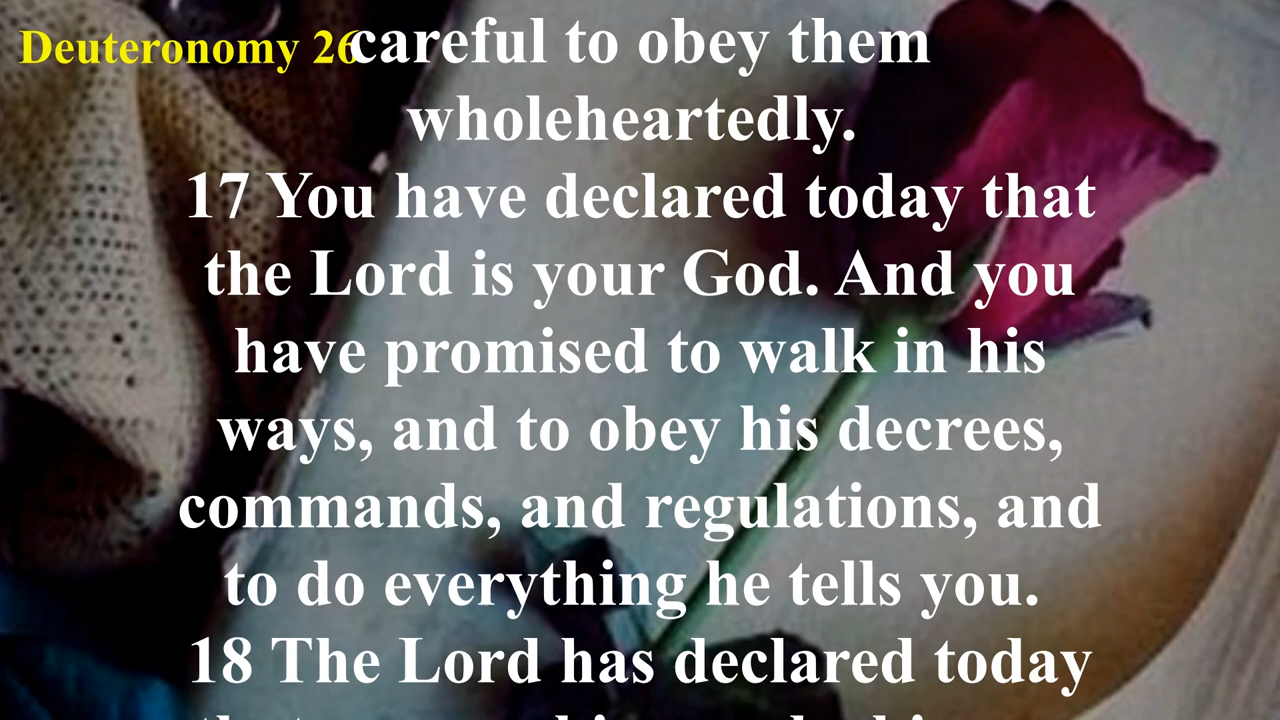 Deuteronomy 26
careful to obey them
wholeheartedly.
17 You have declared today that
the Lord is your God. And you
have promised to walk in his
ways, and to obey his decrees,
commands, and regulations, and
to do everything he tells you.
18 The Lord has declared today